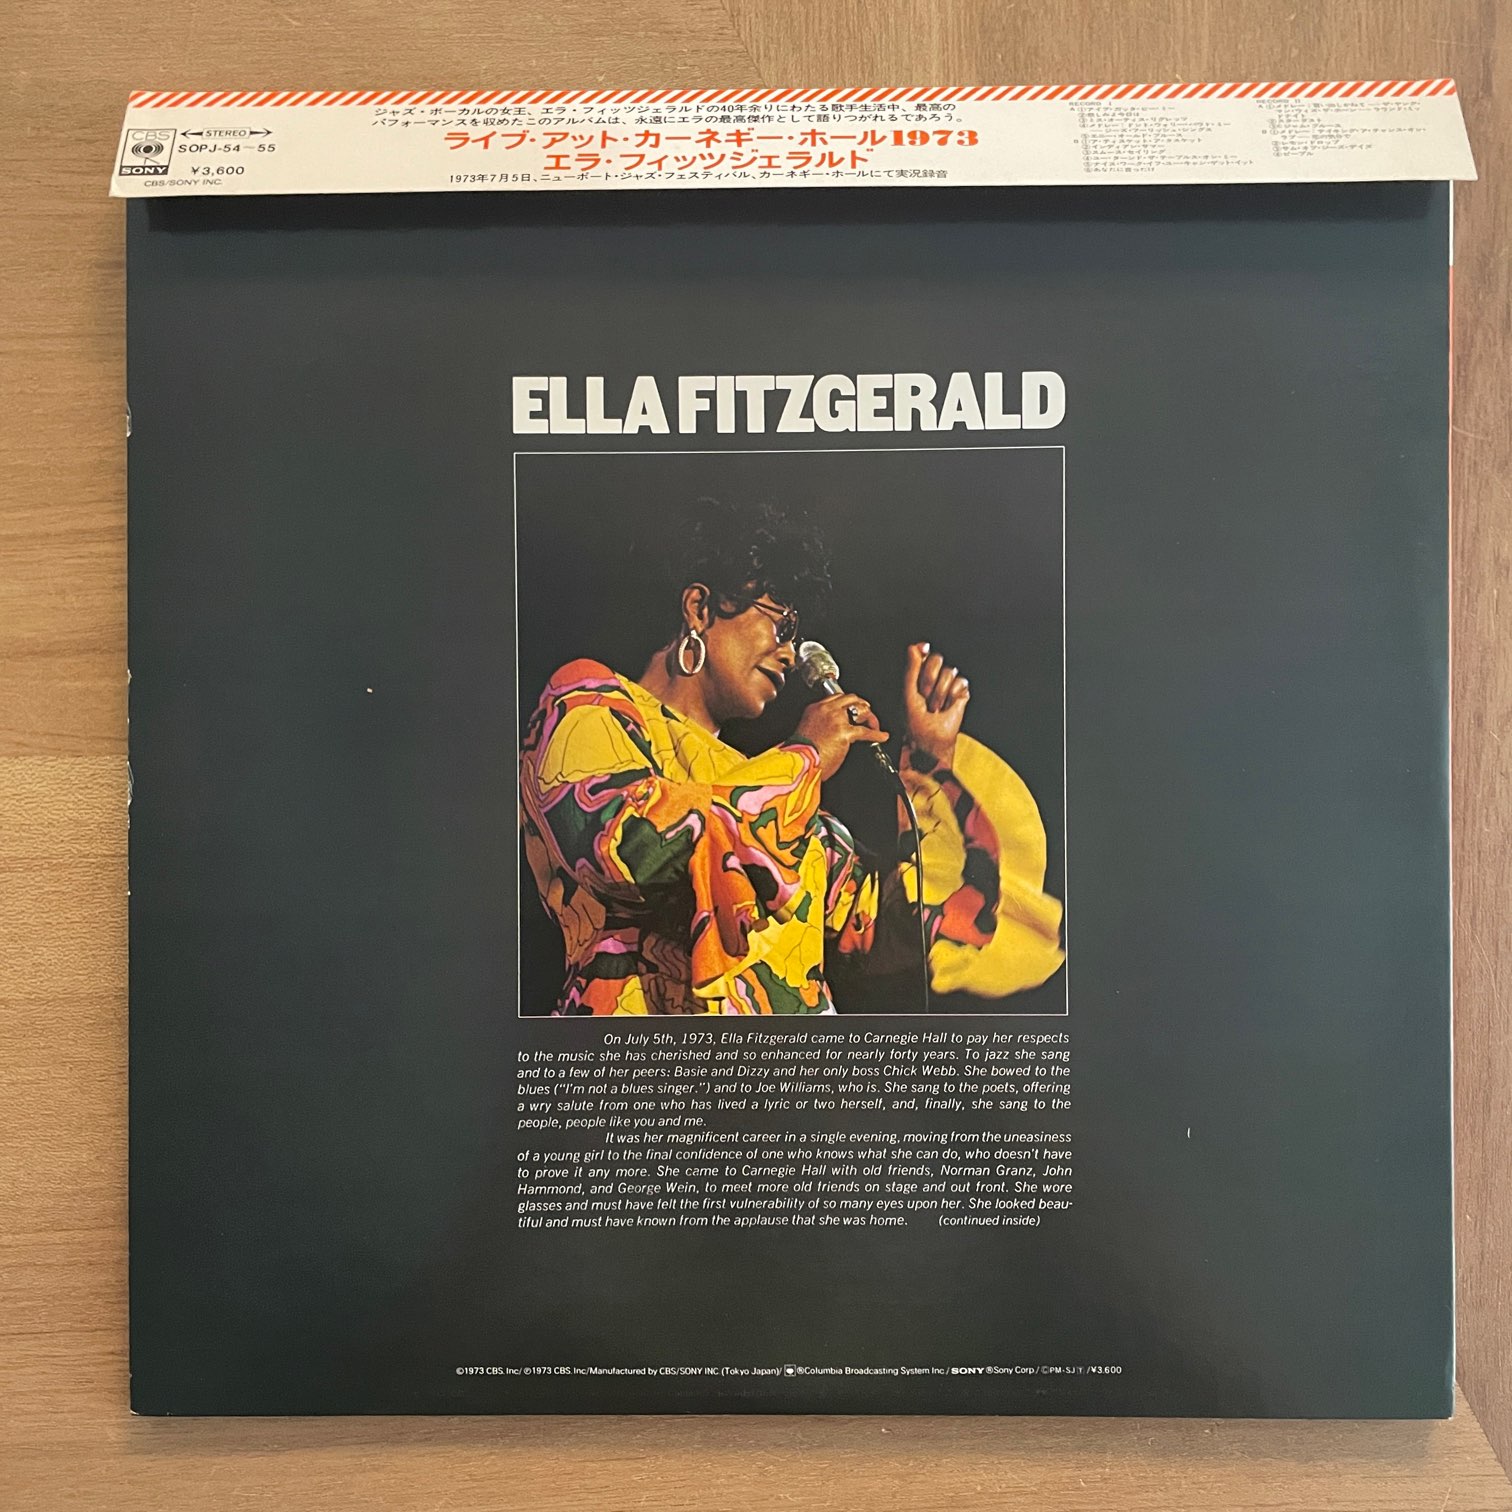 ジャズ・ボーカルの女王、エラ・フィッツジェラルドの40年余りにわたる歌手生活中、最高の
パフォーマンスを収めたこのアルバムは、永遠にエラの最高傑作として語りつがれるであろう。
CBS
STEREO
SOPJ-54〜55
SONY
¥3,600
CBS/SONY INC.
ライブ・アット・カーネギー・ホール1973
エラ・フィッツジェラルド
1973年7月5日、ニューポート・ジャズ・フェスティバル、カーネギー・ホールにて実況録音
RECORD I
RECORD II
ELLA FITZGERALD
On July 5th, 1973, Ella Fitzgerald came to Carnegie Hall to pay her respects
to the music she has cherished and so enhanced for nearly forty years. To jazz she sang
and to a few of her peers: Basie and Dizzy and her only boss Chick Webb. She bowed to the
blues ("I'm not a blues singer.") and to Joe Williams, who is. She sang to the poets, offering
a wry salute from one who has lived a lyric or two herself, and, finally, she sang to the
people, people like you and me.
It was her magnificent career in a single evening, moving from the uneasiness
of a young girl to the final confidence of one who knows what she can do, who doesn't have
to prove it any more. She came to Carnegie Hall with old friends, Norman Granz, John
Hammond, and George Wein, to meet more old friends on stage and out front. She wore
glasses and must have felt the first vulnerability of so many eyes upon her. She looked beau-
tiful and must have known from the applause that she was home. (continued inside)
©1973 CBS. Inc/℗1973 CBS. Inc/Manufactured by CBS/SONY INC. (Tokyo Japan)/ ®Columbia Broadcasting System Inc./ SONY ®Sony Corp./ ⒸPM-SJ Ⓣ /¥3.600